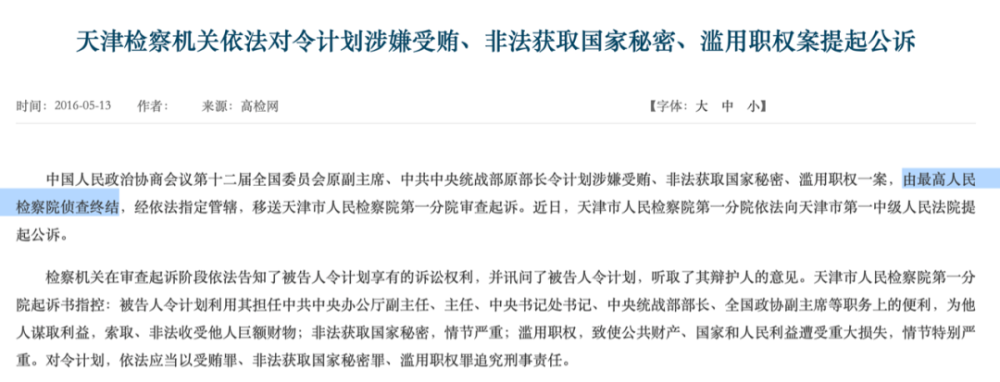 天津检察机关依法对令计划涉嫌受贿、非法获取国家秘密、滥用职权案提起公诉
时间：2016-05-13 作者： 来源：高检网 【字体：大 中 小】
中国人民政治协商会议第十二届全国委员会原副主席、中共中央统战部原部长令计划涉嫌受贿、非法获取国家秘密、滥用职权一案，由最高人民
检察院侦查终结，经依法指定管辖，移送天津市人民检察院第一分院审查起诉。近日，天津市人民检察院第一分院依法向天津市第一中级人民法院提
起公诉。
检察机关在审查起诉阶段依法告知了被告人令计划享有的诉讼权利，并讯问了被告人令计划，听取了其辩护人的意见。天津市人民检察院第一分
院起诉书指控：被告人令计划利用其担任中共中央办公厅副主任、主任、中央书记处书记、中央统战部部长、全国政协副主席等职务上的便利，为他
人谋取利益，索取、非法收受他人巨额财物；非法获取国家秘密，情节严重；滥用职权，致使公共财产、国家和人民利益遭受重大损失，情节特别严
重。对令计划，依法应当以受贿罪、非法获取国家秘密罪、滥用职权罪追究刑事责任。